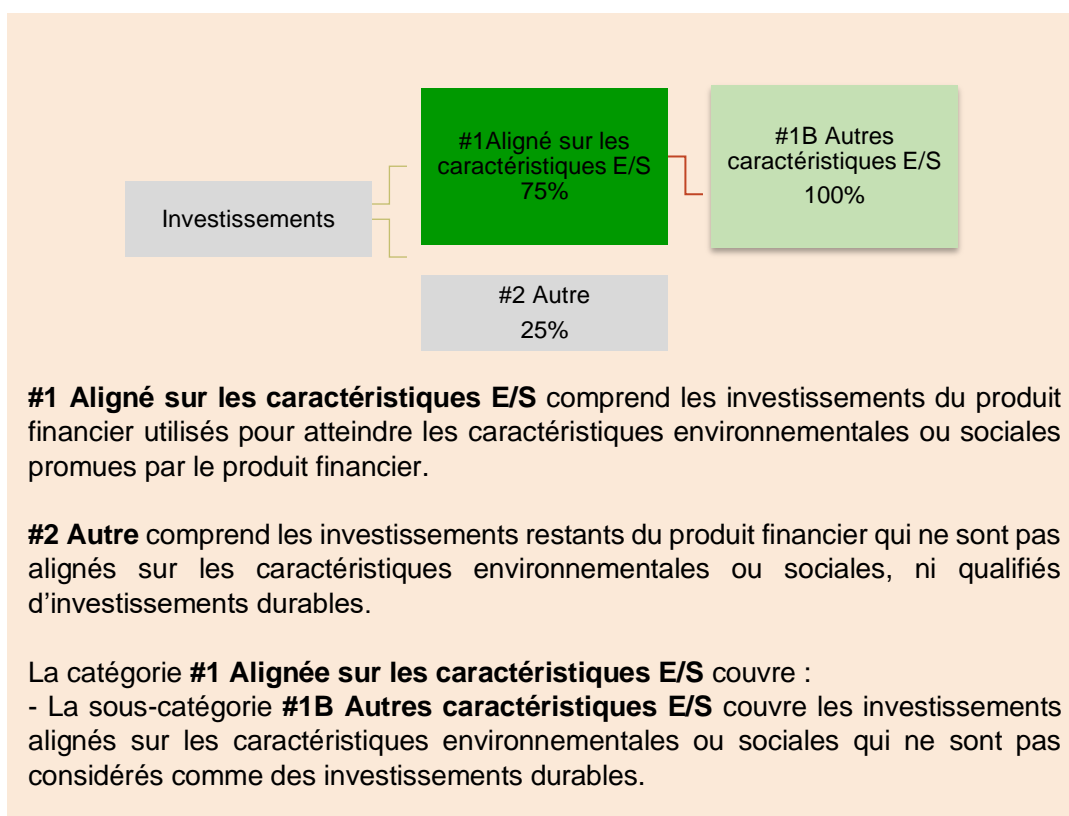 #1Aligné sur les
caractéristiques E/S
75%
#1B Autres
caractéristiques E/S
100%
Investissements
#2 Autre
25%
#1 Aligné sur les caractéristiques E/S comprend les investissements du produit
financier utilisés pour atteindre les caractéristiques environnementales ou sociales
promues par le produit financier.
#2 Autre comprend les investissements restants du produit financier qui ne sont pas
alignés sur les caractéristiques environnementales ou sociales, ni qualifiés
d’investissements durables.
La catégorie #1 Alignée sur les caractéristiques E/S couvre :
- La sous-catégorie #1B Autres caractéristiques E/S couvre les investissements
alignés sur les caractéristiques environnementales ou sociales qui ne sont pas
considérés comme des investissements durables.